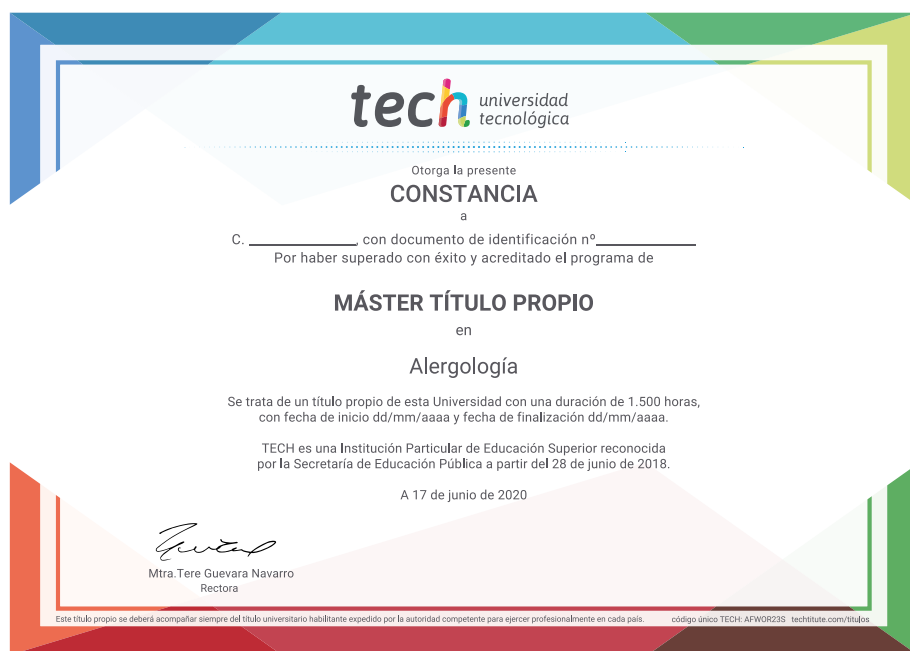 tech universidad
tecnológica
Otorga la presente
CONSTANCIA
a
C. ____________, con documento de identificación nº____________
Por haber superado con éxito y acreditado el programa de
MÁSTER TÍTULO PROPIO
en
Alergología
Se trata de un título propio de esta Universidad con una duración de 1.500 horas,
con fecha de inicio dd/mm/aaaa y fecha de finalización dd/mm/aaaa.
TECH es una Institución Particular de Educación Superior reconocida
por la Secretaría de Educación Pública a partir del 28 de junio de 2018.
A 17 de junio de 2020
Mtra.Tere Guevara Navarro
Rectora
Este título propio se deberá acompañar siempre del título universitario habilitante expedido por la autoridad competente para ejercer profesionalmente en cada país. código único TECH: AFWOR23S techtitute.com/titulos